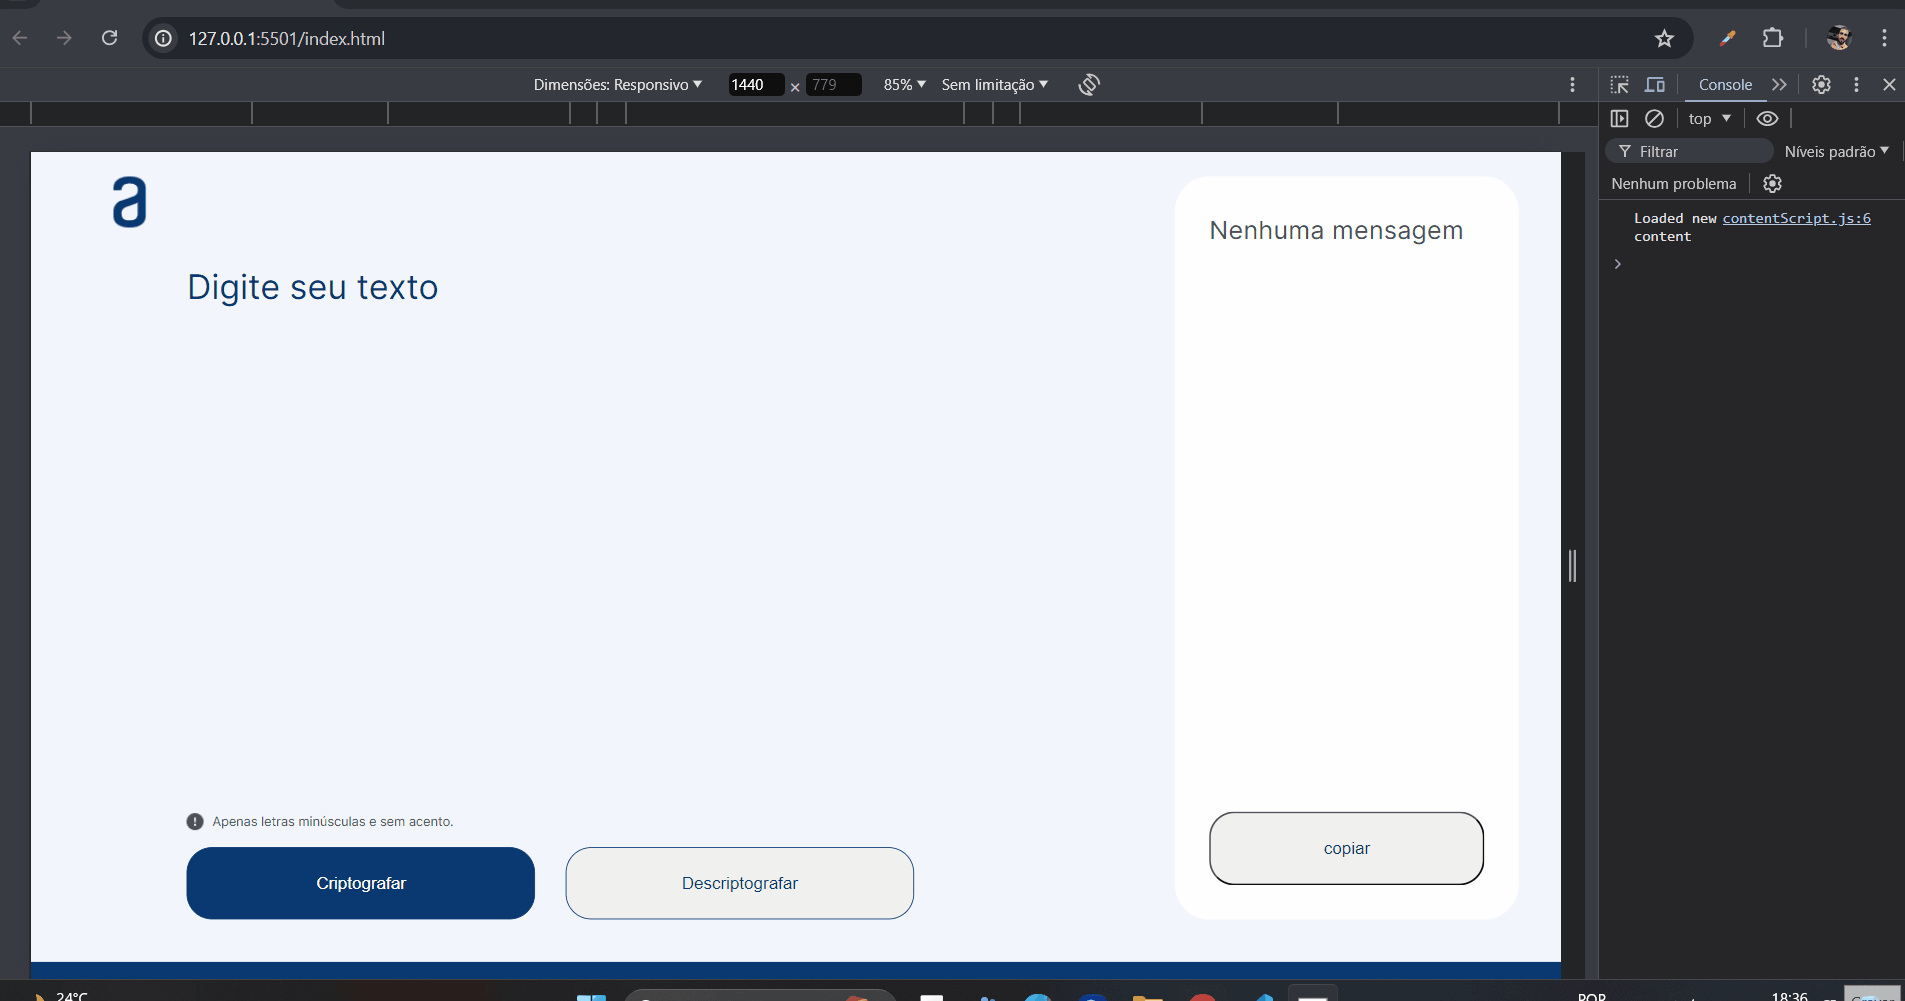 127.0.0.1:5501/index.html
Dimensões: Responsivo 1440 × 779 85% Sem limitação
Console
top
Filtrar Níveis padrão
Nenhum problema
Loaded new contentScript.js:6
content
a
Digite seu texto
Nenhuma mensagem
Apenas letras minúsculas e sem acento.
Criptografar
Descriptografar
copiar
24°C
POR
18:36